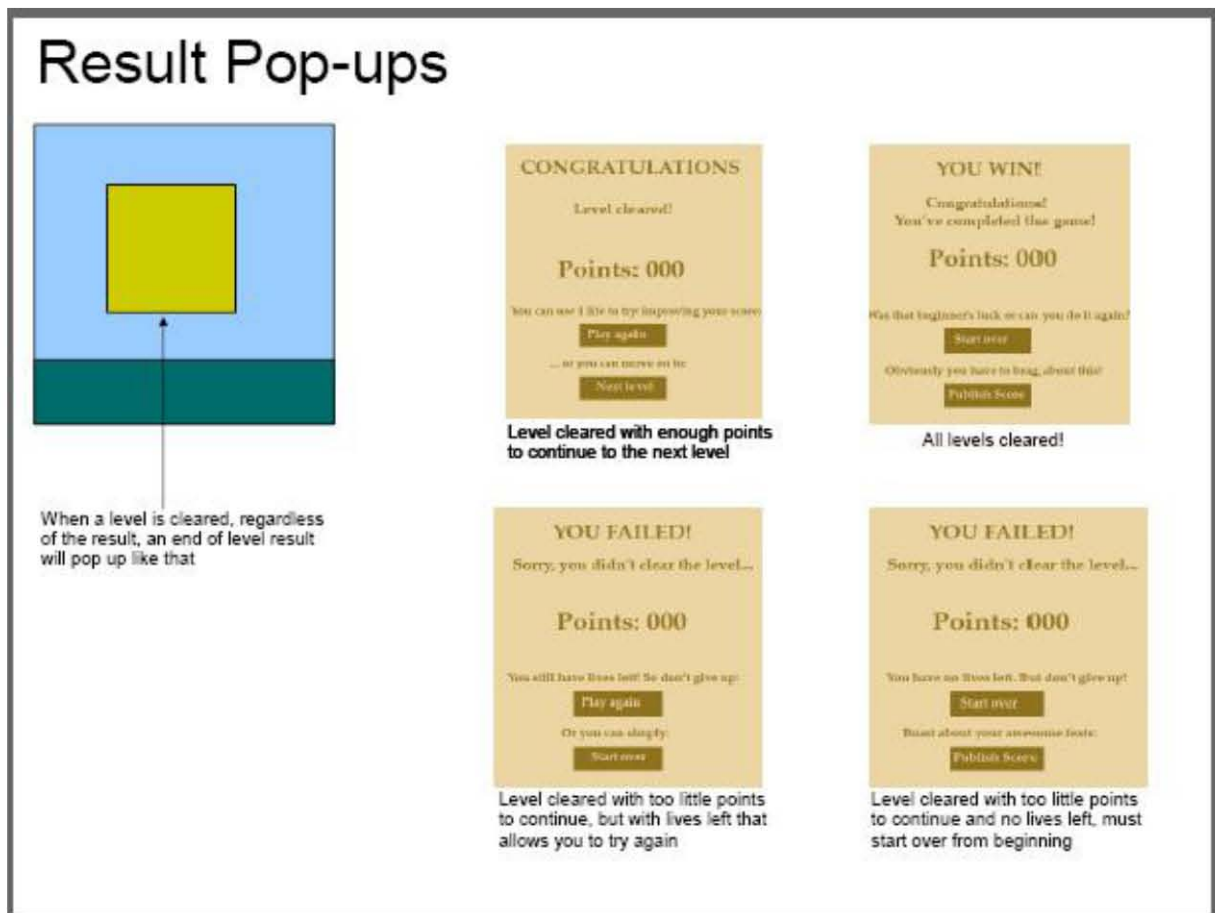 Result Pop-ups
When a level is cleared, regardless
of the result, an end of level result
will pop up like that
CONGRATULATIONS
Level cleared!
Points: 000
You can use 1 life to try improving your score:
Play again
... or you can move on to:
Next level
Level cleared with enough points
to continue to the next level
YOU WIN!
Congratulations!
You've completed the game!
Points: 000
Was that beginner's luck or can you do it again?
Start over
Obviously you have to brag about this!
Publish Score
All levels cleared!
YOU FAILED!
Sorry, you didn't clear the level...
Points: 000
You still have lives left! So don't give up:
Play again
Or you can simply:
Start over
Level cleared with too little points
to continue, but with lives left that
allows you to try again
YOU FAILED!
Sorry, you didn't clear the level...
Points: 000
You have no lives left. But don't give up!
Start over
Boast about your awesome feats:
Publish Score
Level cleared with too little points
to continue and no lives left, must
start over from beginning